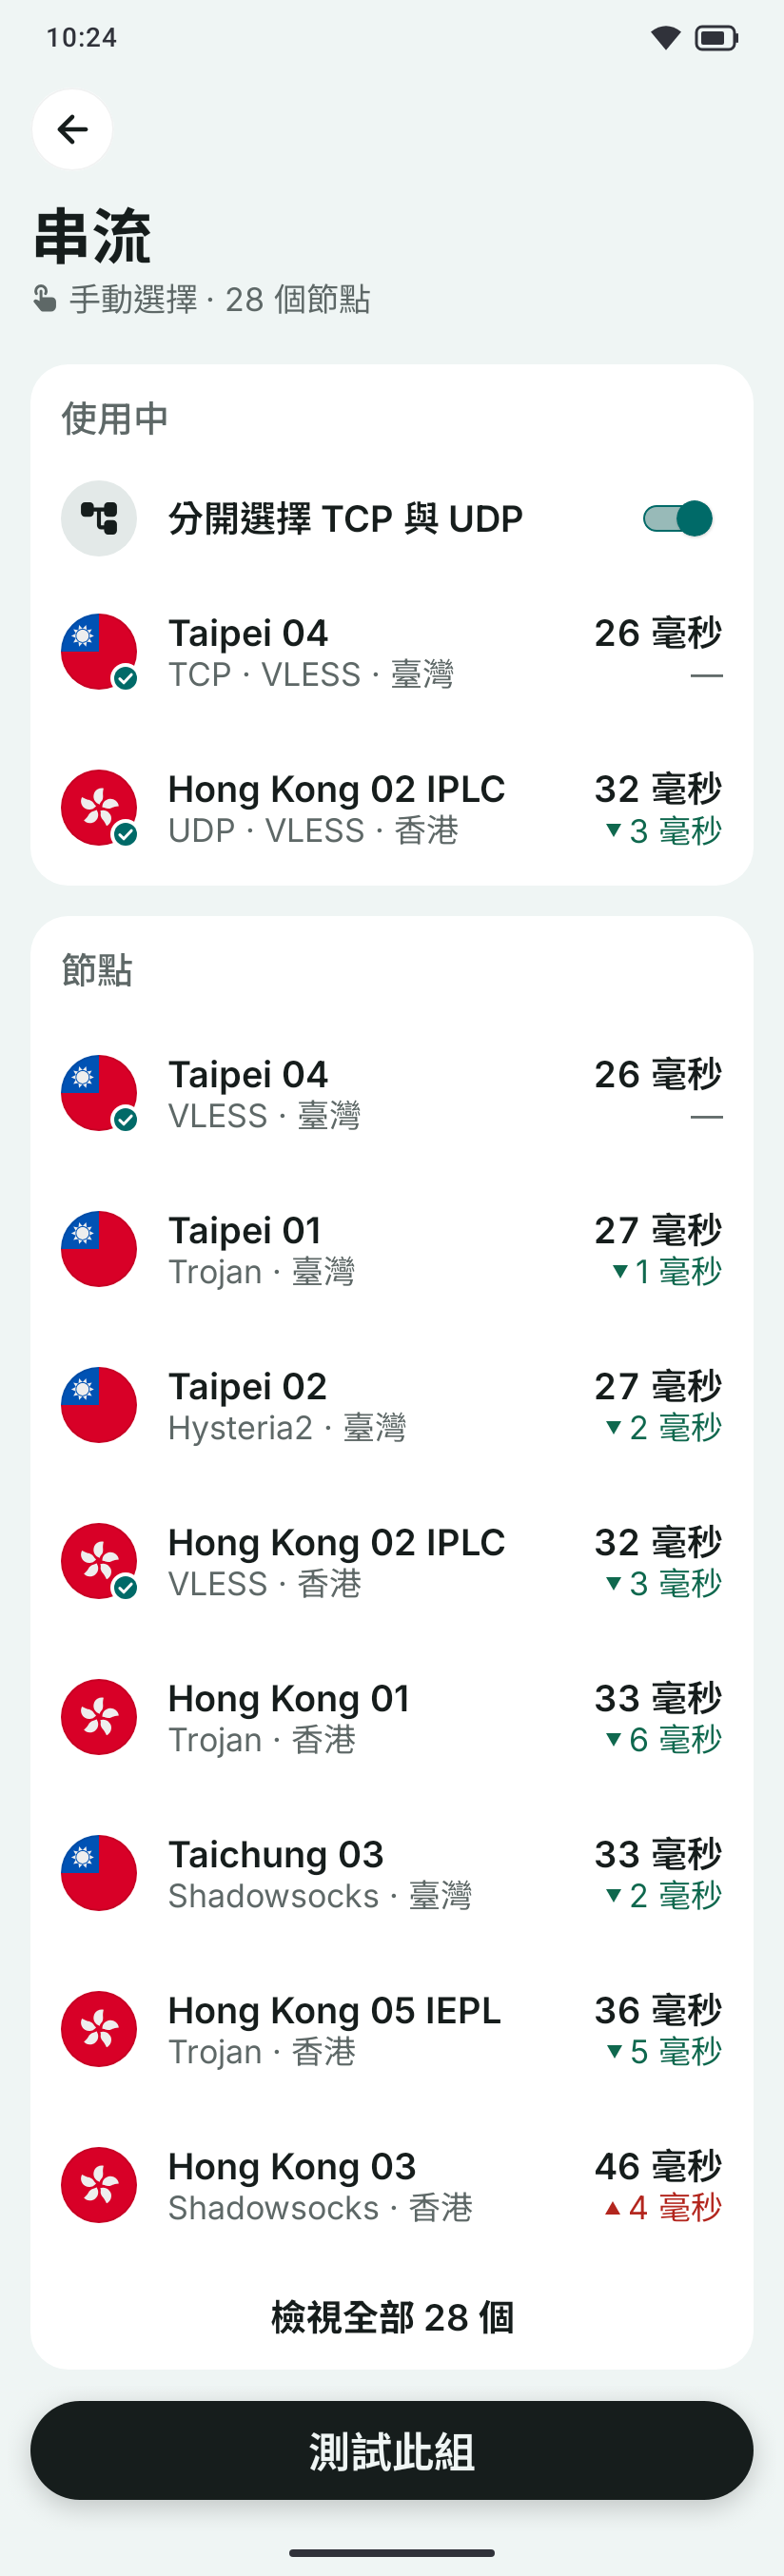 10:24
串流
手動選擇 · 28 個節點
使用中
分開選擇 TCP 與 UDP
Taipei 04
26 毫秒
TCP · VLESS · 臺灣
—
Hong Kong 02 IPLC
32 毫秒
UDP · VLESS · 香港
▼3 毫秒
節點
Taipei 04
26 毫秒
VLESS · 臺灣
—
Taipei 01
27 毫秒
Trojan · 臺灣
▼1 毫秒
Taipei 02
27 毫秒
Hysteria2 · 臺灣
▼2 毫秒
Hong Kong 02 IPLC
32 毫秒
VLESS · 香港
▼3 毫秒
Hong Kong 01
33 毫秒
Trojan · 香港
▼6 毫秒
Taichung 03
33 毫秒
Shadowsocks · 臺灣
▼2 毫秒
Hong Kong 05 IEPL
36 毫秒
Trojan · 香港
▼5 毫秒
Hong Kong 03
46 毫秒
Shadowsocks · 香港
▲4 毫秒
檢視全部 28 個
測試此組